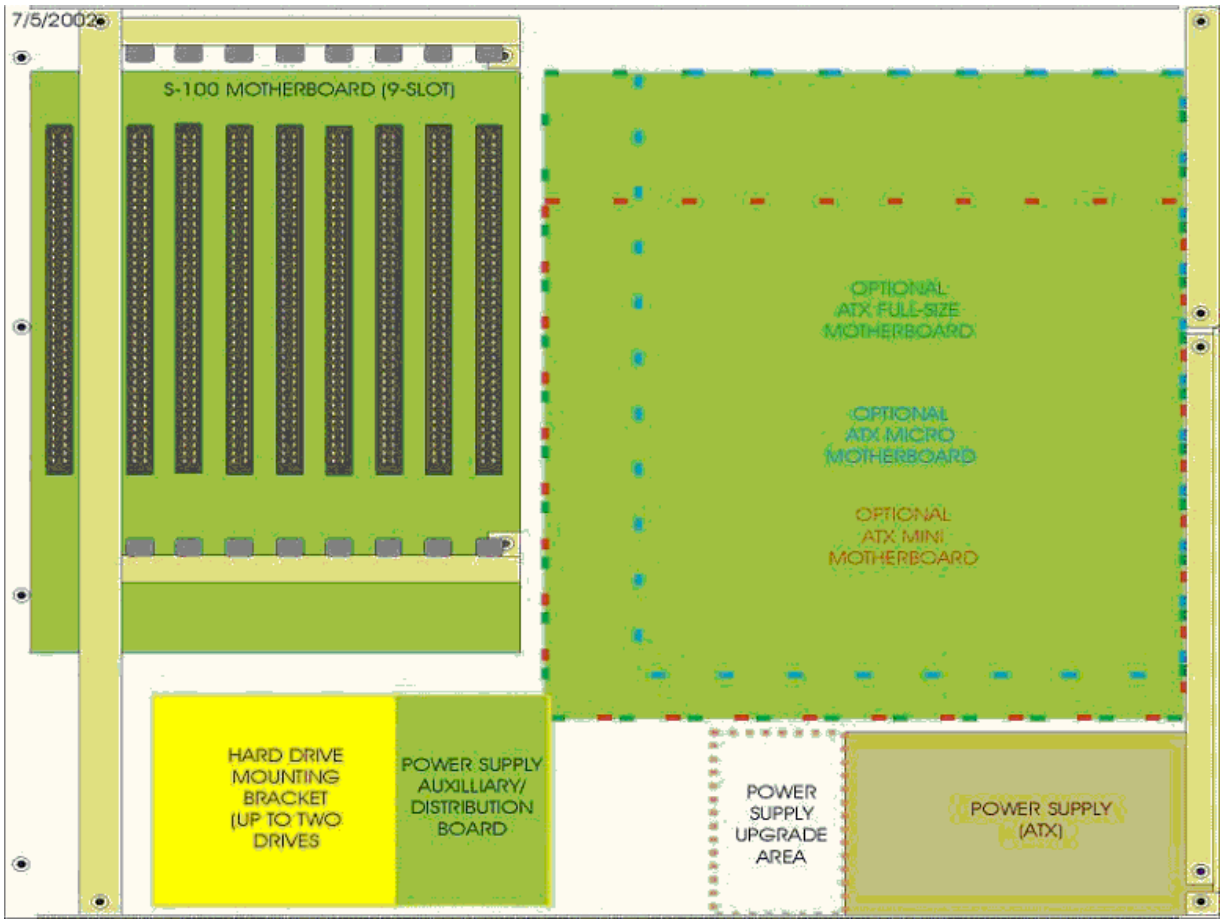 7/5/2002
S-100 MOTHERBOARD (9-SLOT)
OPTIONAL
ATX FULL-SIZE
MOTHERBOARD
OPTIONAL
ATX MICRO
MOTHERBOARD
OPTIONAL
ATX MINI
MOTHERBOARD
HARD DRIVE
MOUNTING
BRACKET
(UP TO TWO
DRIVES
POWER SUPPLY
AUXILLIARY/
DISTRIBUTION
BOARD
POWER
SUPPLY
UPGRADE
AREA
POWER SUPPLY
(ATX)